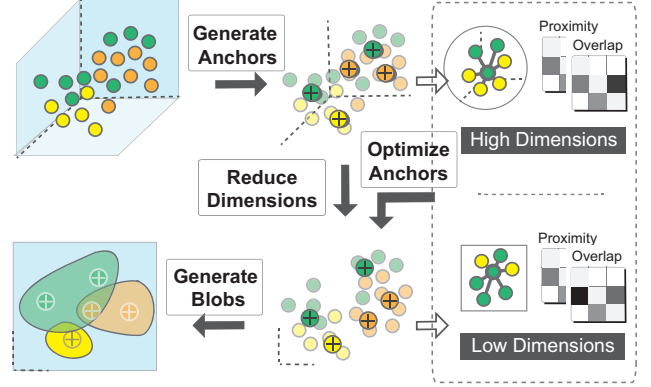 Generate
Anchors
Proximity
Overlap
High Dimensions
Reduce
Dimensions
Optimize
Anchors
Generate
Blobs
Proximity
Overlap
Low Dimensions